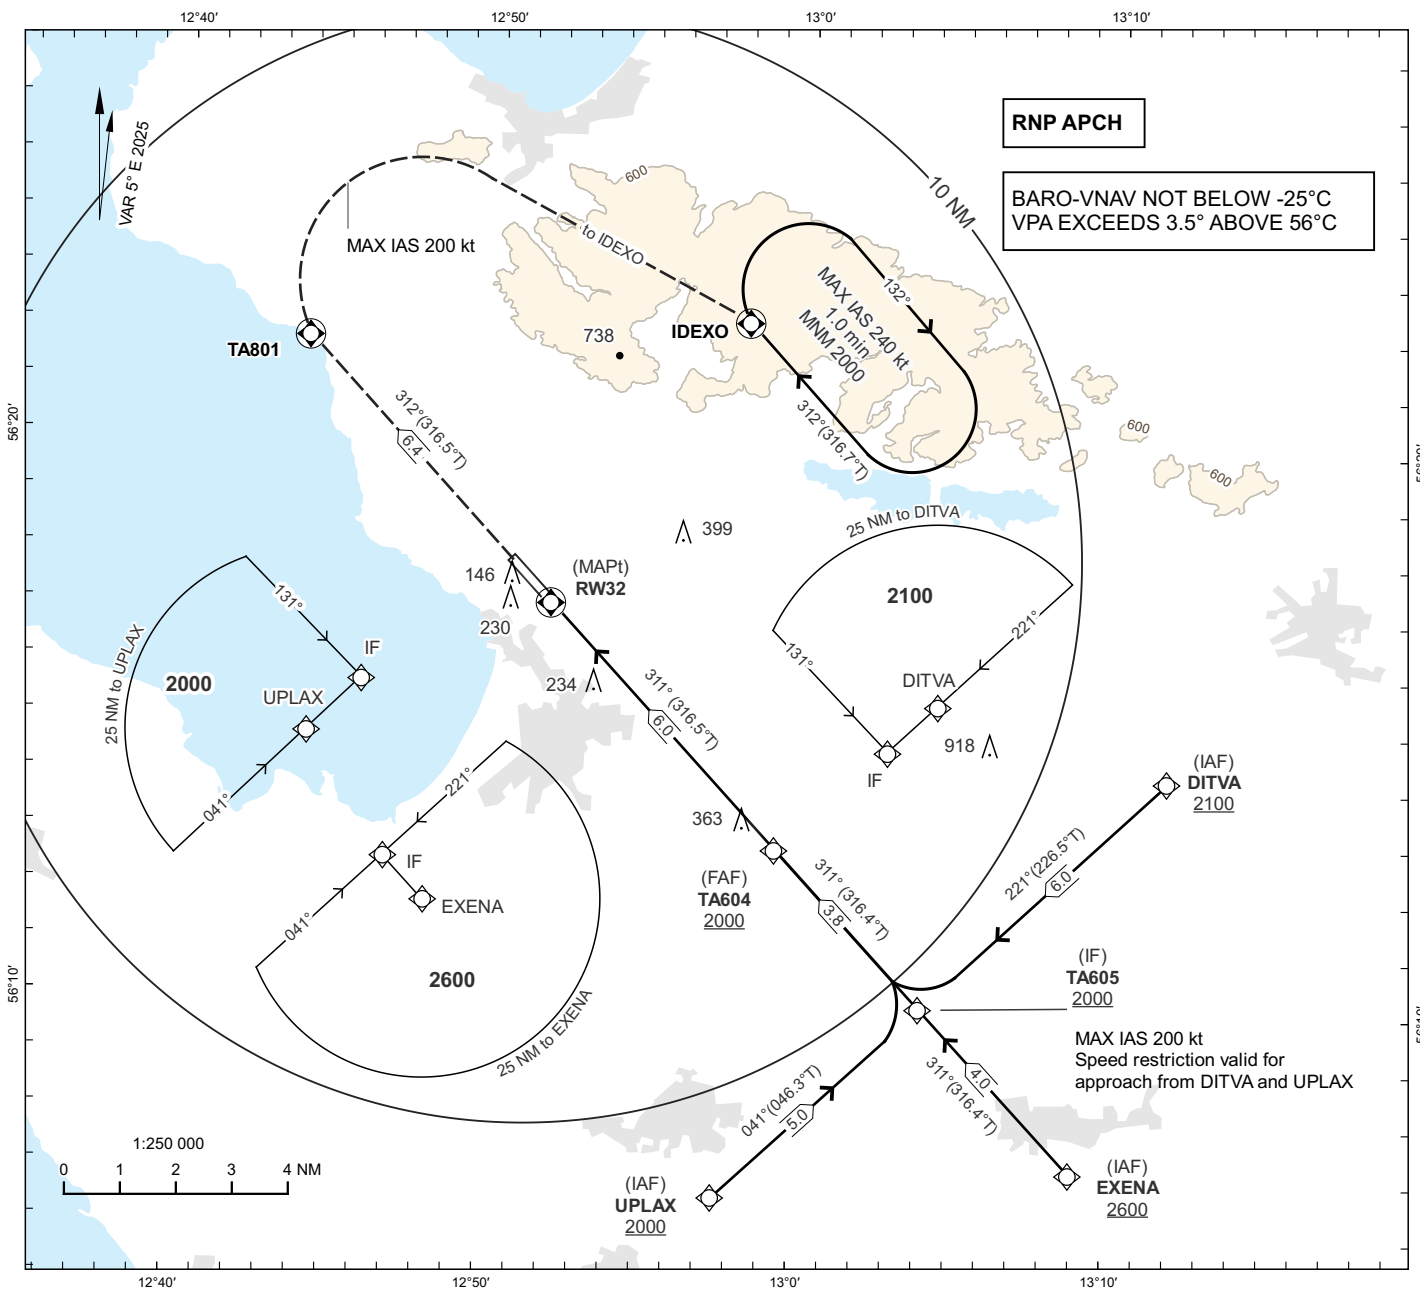 12°40′
12°50′
13°0′
13°10′
VAR 5° E 2025
RNP APCH
BARO-VNAV NOT BELOW -25°C
VPA EXCEEDS 3.5° ABOVE 56°C
10 NM
600
MAX IAS 200 kt
to IDEXO
132°
MAX IAS 240 kt
1.0 min
MNM 2000
IDEXO
738
TA801
312°(316.5°T)
6.4
312°(316.7°T)
600
600
56°20′
56°20′
399
25 NM to DITVA
2100
131°
221°
DITVA
IF
918
146
230
(MAPt)
RW32
131°
IF
25 NM to UPLAX
2000
UPLAX
041°
234
311° (316.5°T)
6.0
221°
IF
EXENA
041°
2600
25 NM to EXENA
363
(FAF)
TA604
2000
311° (316.4°T)
3.8
(IAF)
DITVA
2100
221° (226.5°T)
6.0
56°10′
56°10′
(IF)
TA605
2000
MAX IAS 200 kt
Speed restriction valid for
approach from DITVA and UPLAX
4.0
311°(316.4°T)
041°(046.3°T)
5.0
(IAF)
UPLAX
2000
(IAF)
EXENA
2600
1:250 000
0 1 2 3 4 NM
12°40′
12°50′
13°0′
13°10′